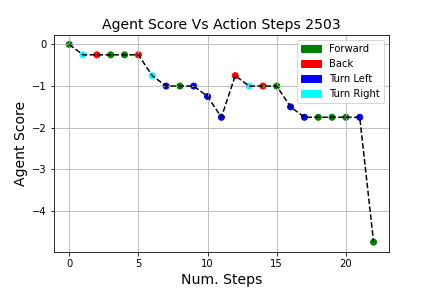 Agent Score Vs Action Steps 2503
Agent Score
0
−1
−2
−3
−4
Forward
Back
Turn Left
Turn Right
0
5
10
15
20
Num. Steps